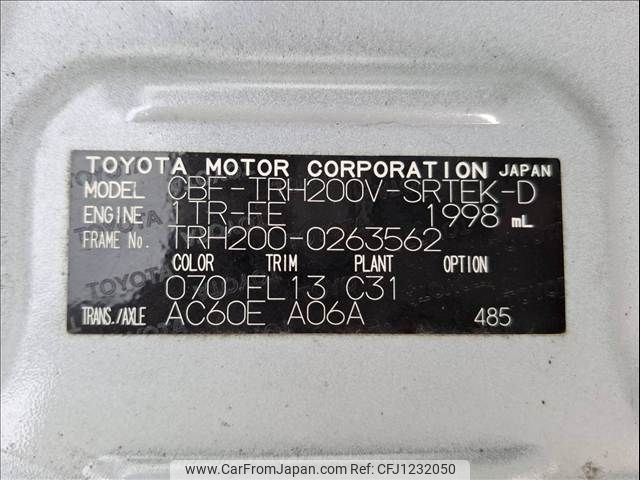 TOYOTA MOTOR CORPORATION JAPAN
MODEL CBF-TRH200V-SRTEK-D
ENGINE 1TR-FE 1998 mL
FRAME No. TRH200-0263562
COLOR TRIM PLANT OPTION
070 FL13 C31
TRANS./AXLE AC60E A06A 485
www.CarFromJapan.com - CFJ1232050